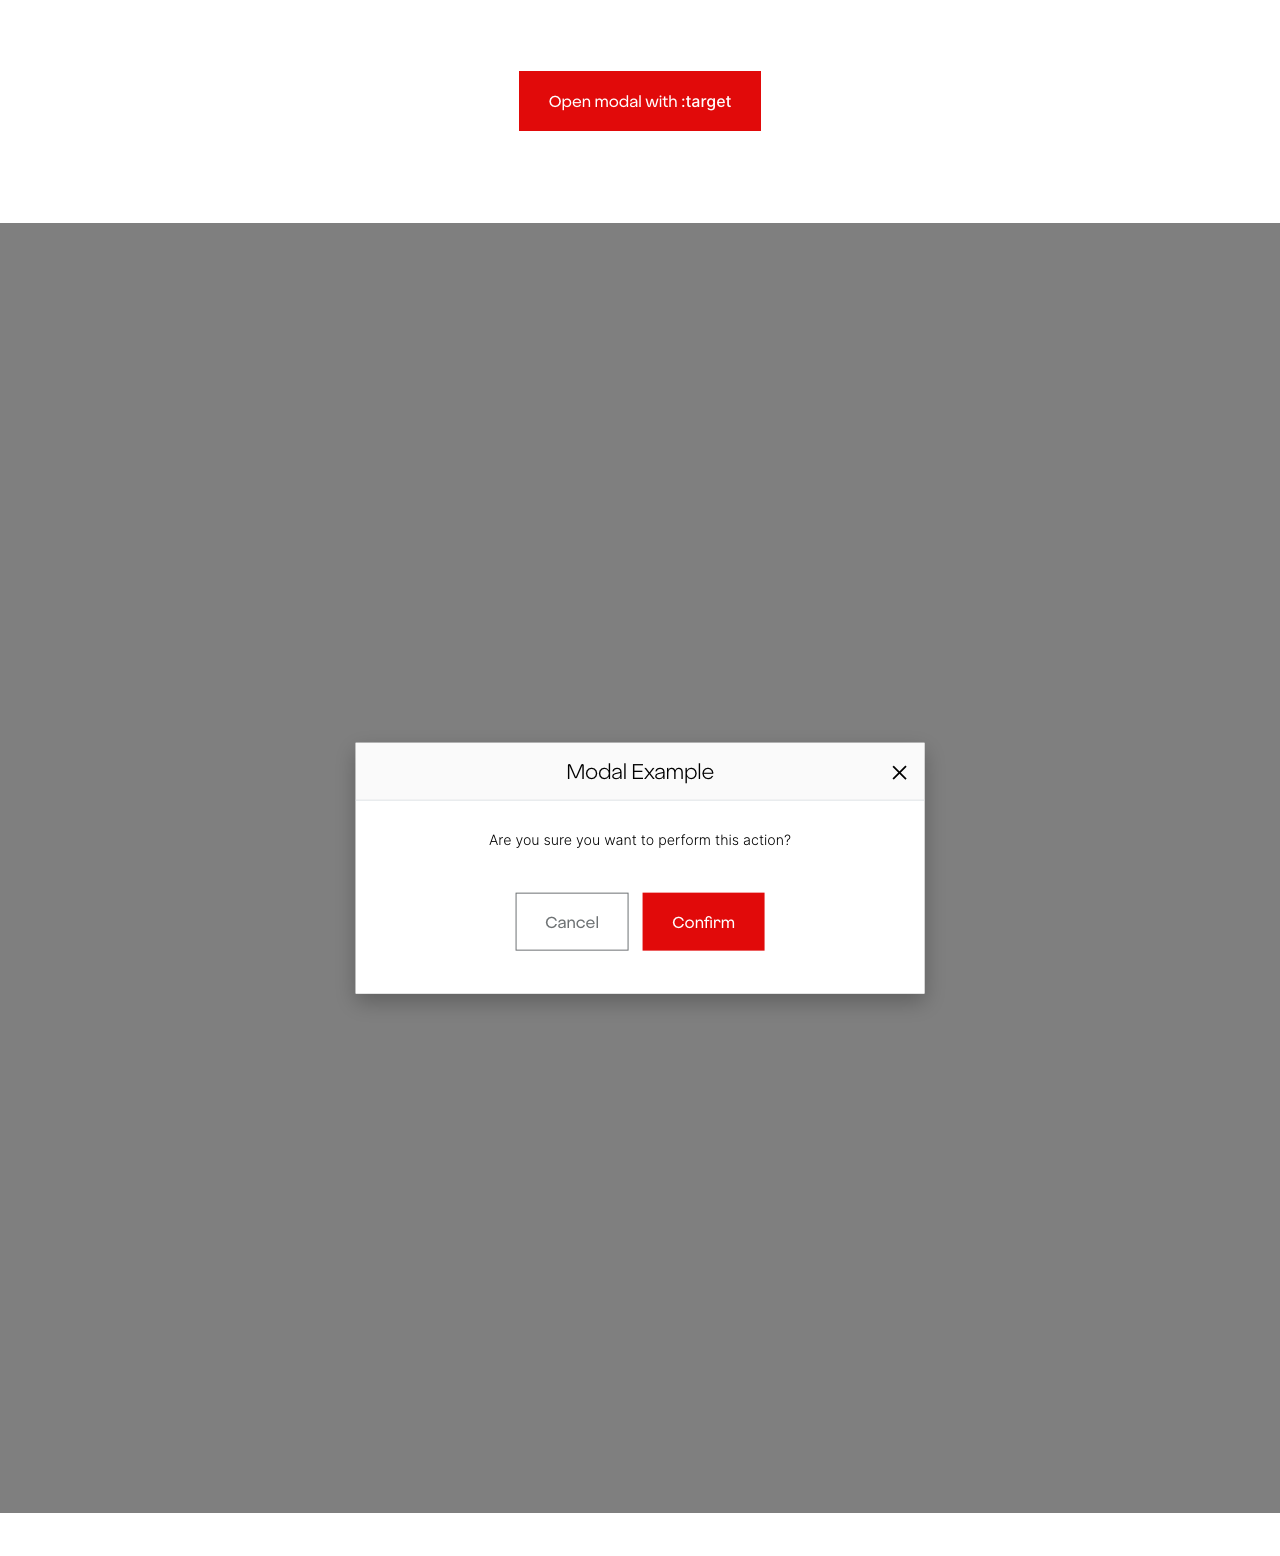 Open modal with :target
Modal Example
Are you sure you want to perform this action?
Cancel
Confirm